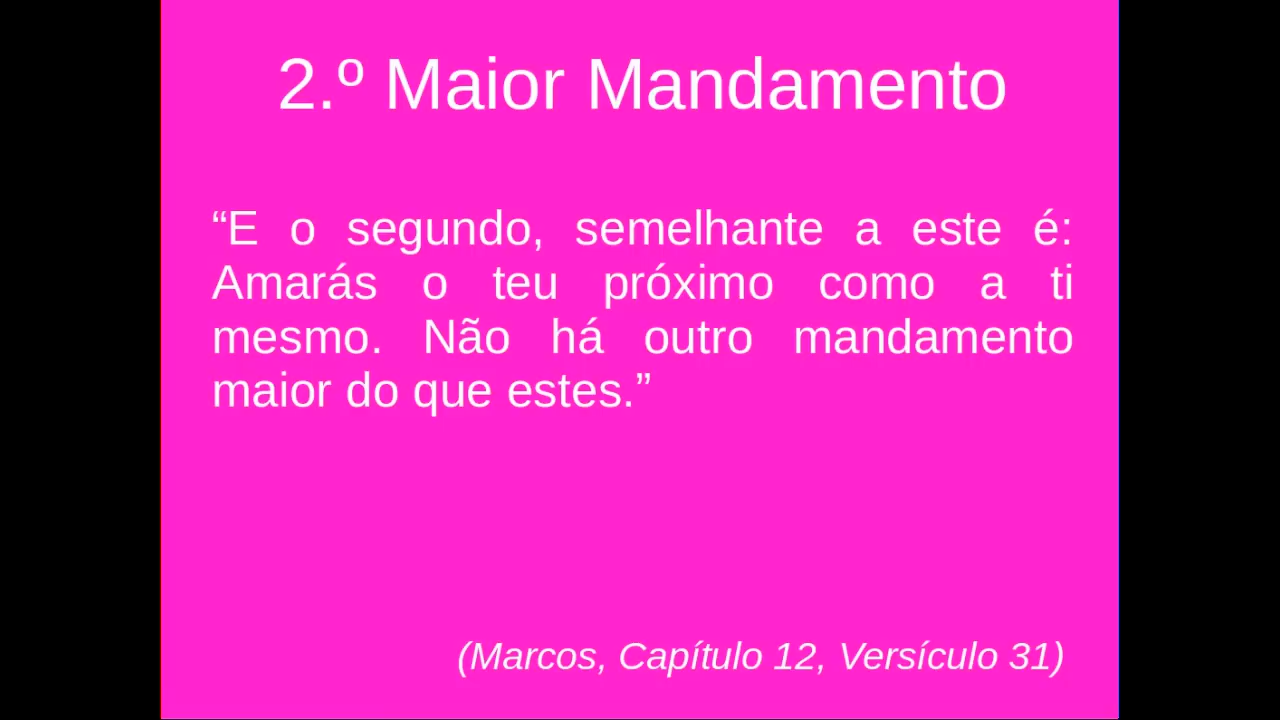 2.º Maior Mandamento
“E o segundo, semelhante a este é:
Amarás o teu próximo como a ti
mesmo. Não há outro mandamento
maior do que estes.”
(Marcos, Capítulo 12, Versículo 31)